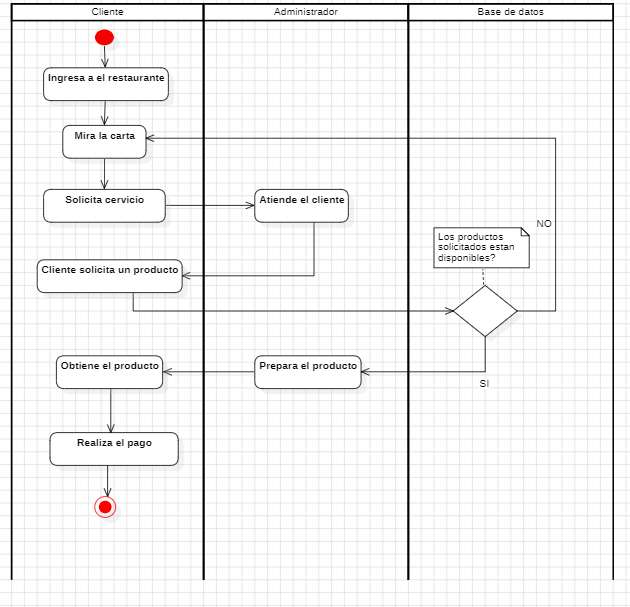 Cliente
Administrador
Base de datos
Ingresa a el restaurante
Mira la carta
Solicita cervicio
Atiende el cliente
NO
Los productos
solicitados estan
disponibles?
Cliente solicita un producto
Obtiene el producto
Prepara el producto
SI
Realiza el pago